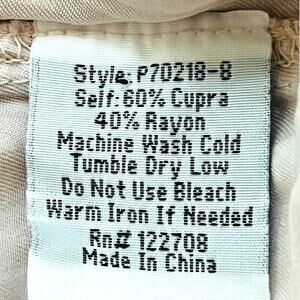 Style: P70218-8
Self: 60% Cupra
40% Rayon
Machine Wash Cold
Tumble Dry Low
Do Not Use Bleach
Warm Iron If Needed
Rn# 122708
Made In China